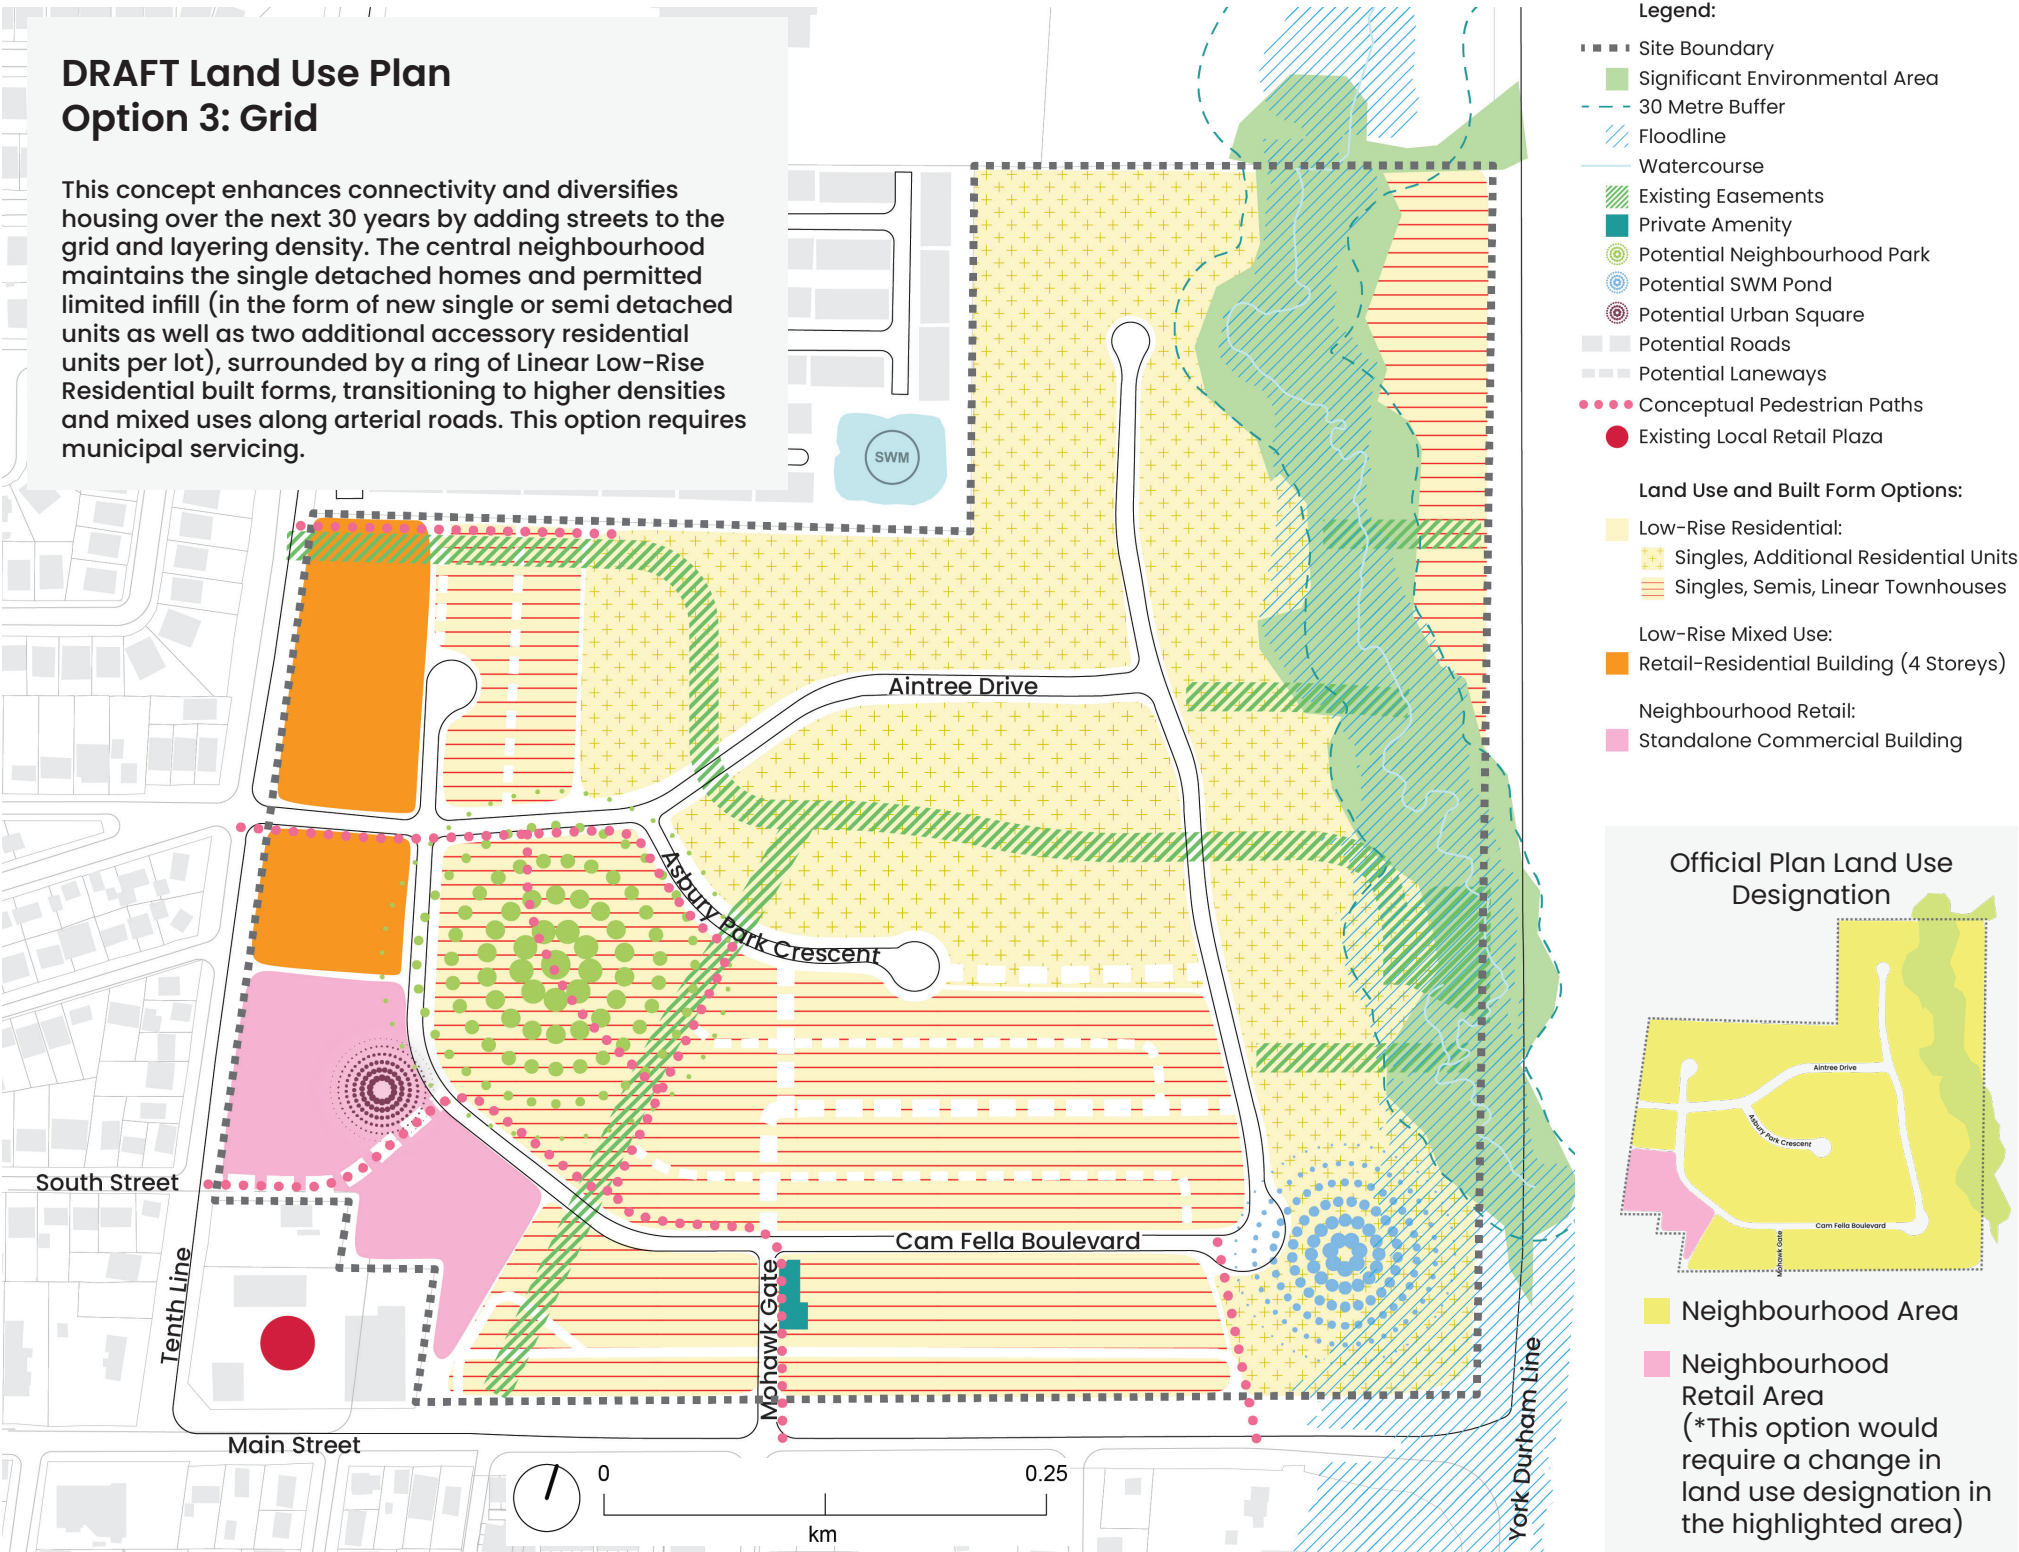 DRAFT Land Use Plan
Option 3: Grid
This concept enhances connectivity and diversifies
housing over the next 30 years by adding streets to the
grid and layering density. The central neighbourhood
maintains the single detached homes and permitted
limited infill (in the form of new single or semi detached
units as well as two additional accessory residential
units per lot), surrounded by a ring of Linear Low-Rise
Residential built forms, transitioning to higher densities
and mixed uses along arterial roads. This option requires
municipal servicing.
SWM
Aintree Drive
Asbury Park Crescent
South Street
Cam Fella Boulevard
Tenth Line
Mohawk Gate
Main Street
York Durham Line
0
0.25
km
Legend:
Site Boundary
Significant Environmental Area
30 Metre Buffer
Floodline
Watercourse
Existing Easements
Private Amenity
Potential Neighbourhood Park
Potential SWM Pond
Potential Urban Square
Potential Roads
Potential Laneways
Conceptual Pedestrian Paths
Existing Local Retail Plaza
Land Use and Built Form Options:
Low-Rise Residential:
Singles, Additional Residential Units
Singles, Semis, Linear Townhouses
Low-Rise Mixed Use:
Retail-Residential Building (4 Storeys)
Neighbourhood Retail:
Standalone Commercial Building
Official Plan Land Use
Designation
Aintree Drive
Asbury Park Crescent
Cam Fella Boulevard
Mohawk Gate
Neighbourhood Area
Neighbourhood
Retail Area
(*This option would
require a change in
land use designation in
the highlighted area)